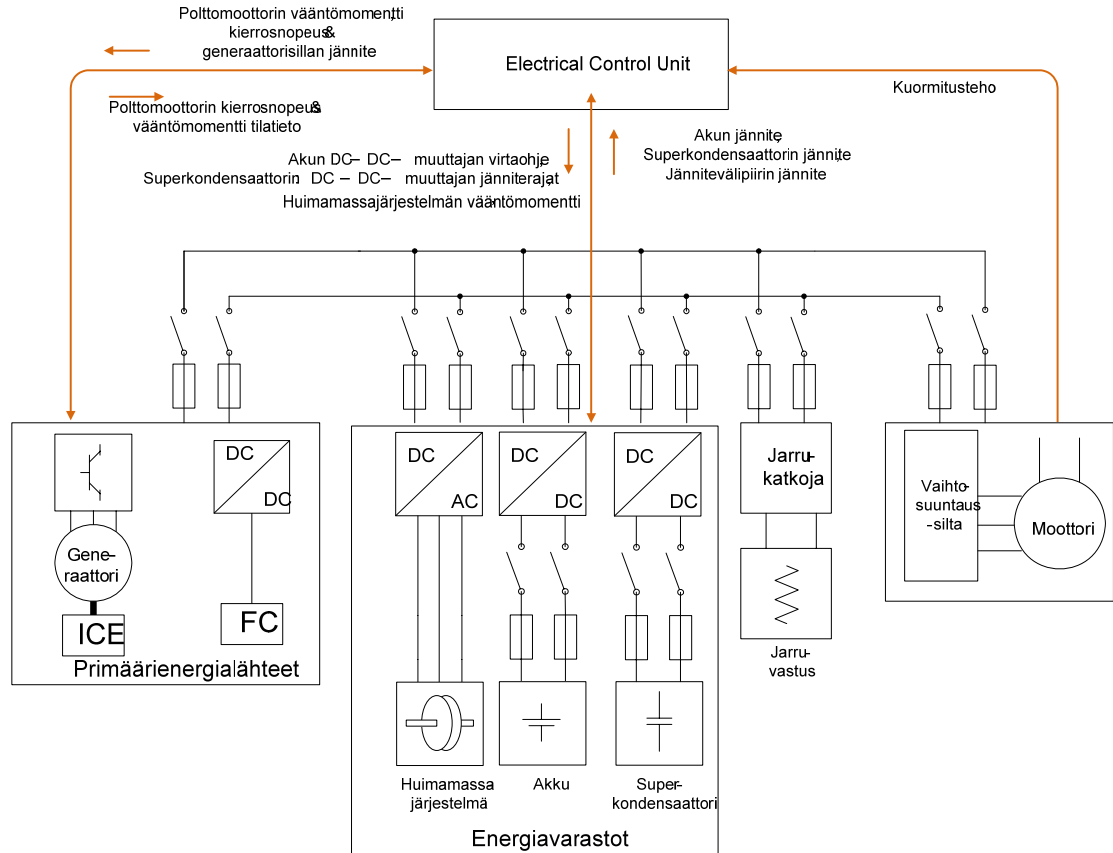 Polttomoottorin vääntömomentti,
kierrosnopeus &
generaattorisillan jännite
Electrical Control Unit
Kuormitusteho
Polttomoottorin kierrosnopeus &
vääntömomentti tilatieto
Akun DC– DC– muuttajan virtaohje,
Superkondensaattorin DC – DC– muuttajan jänniterajat,
Huimamassajärjestelmän vääntömomentti
Akun jännite,
Superkondensaattorin jännite,
Jännitevälipiirin jännite
DC
DC
DC
AC
DC
DC
DC
DC
Jarru-
katkoja
Vaihto-
suuntaus
-silta
Moottori
Gene-
raattori
ICE
FC
Primäärienergialähteet
Jarru-
vastus
Huimamassa
järjestelmä
Akku
Super-
kondensaattori
Energiavarastot